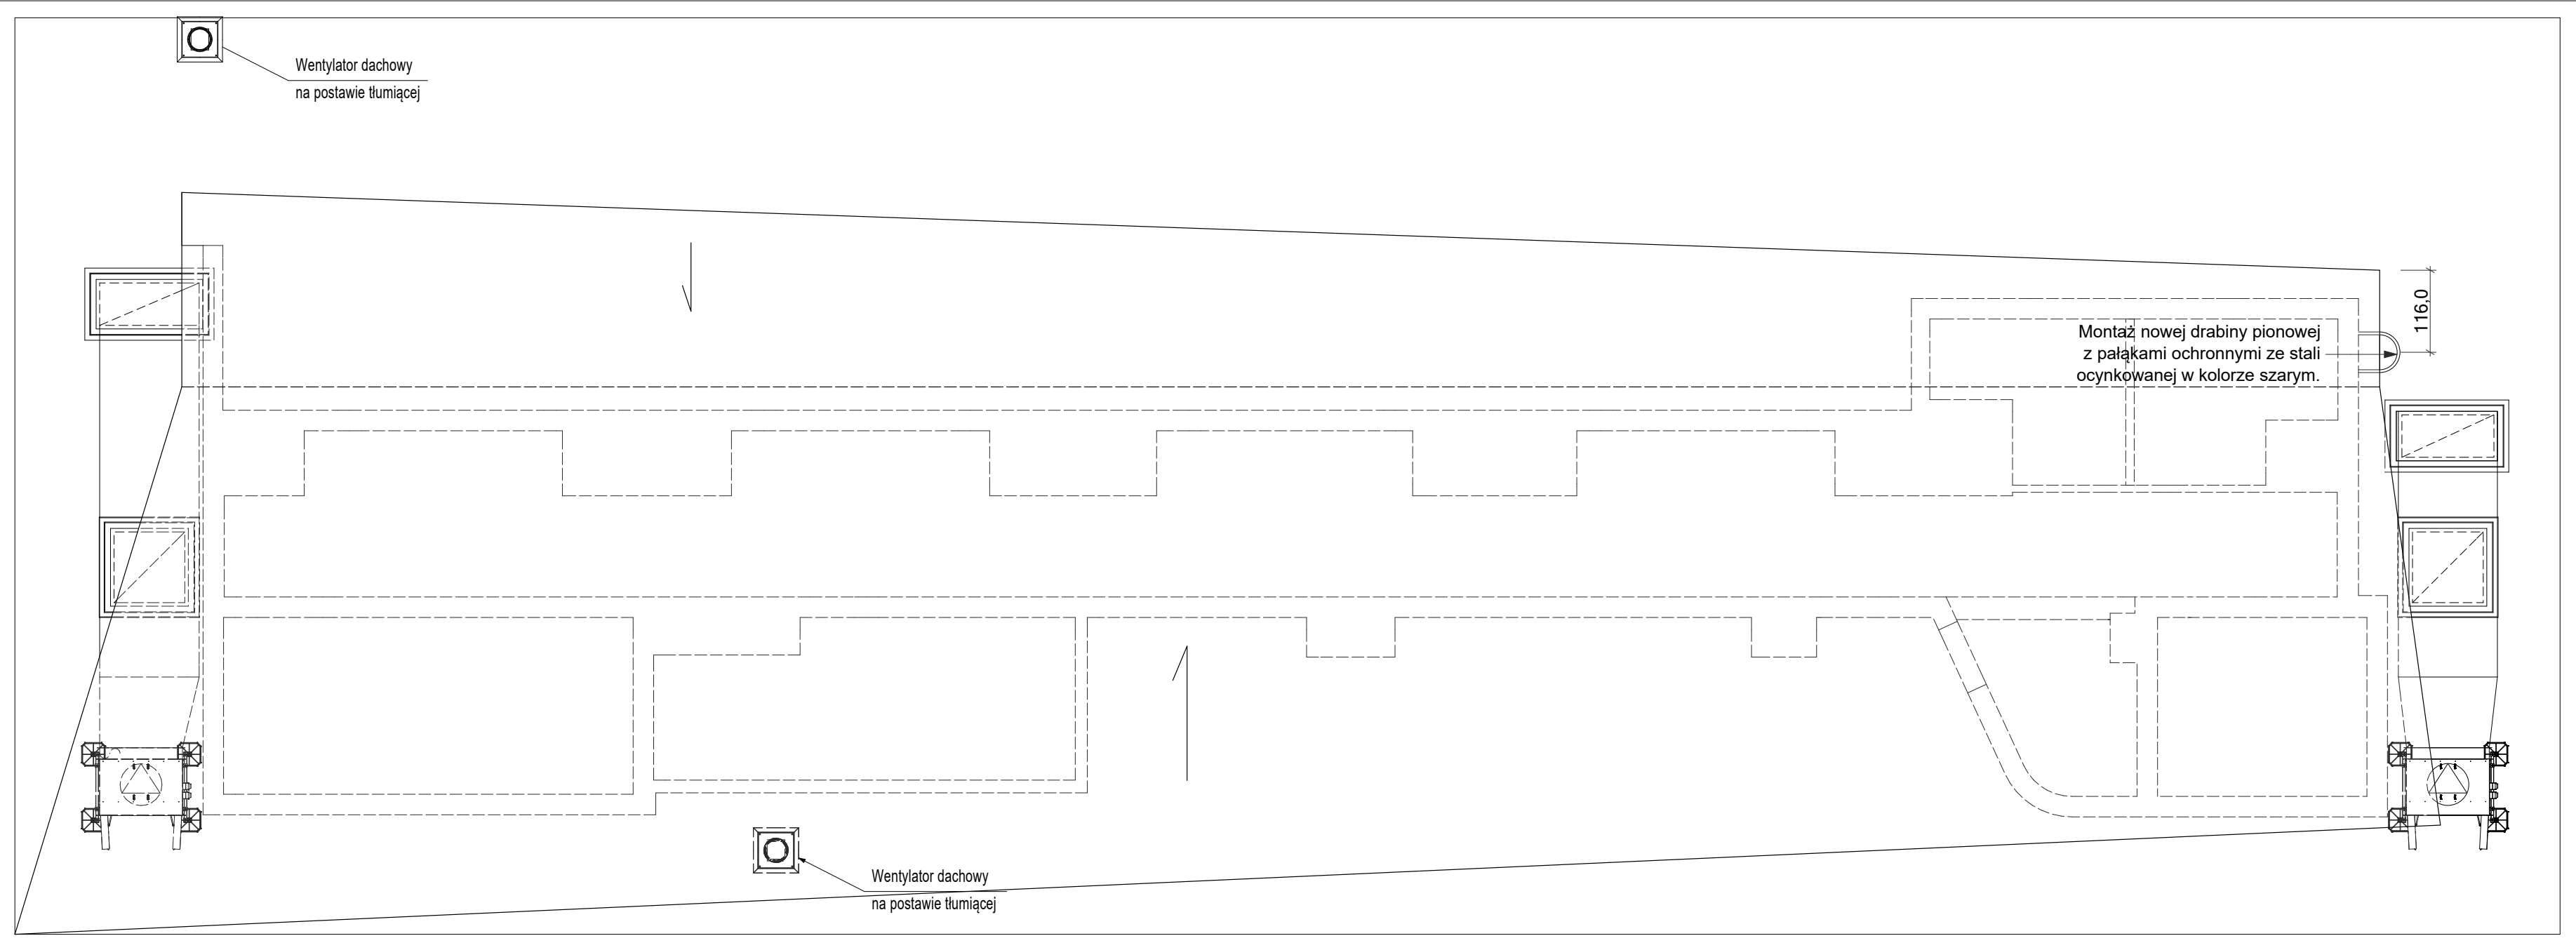 Wentylator dachowy
na postawie tłumiącej
116,0
Montaż nowej drabiny pionowej
z pałąkami ochronnymi ze stali
ocynkowanej w kolorze szarym.
Wentylator dachowy
na postawie tłumiącej